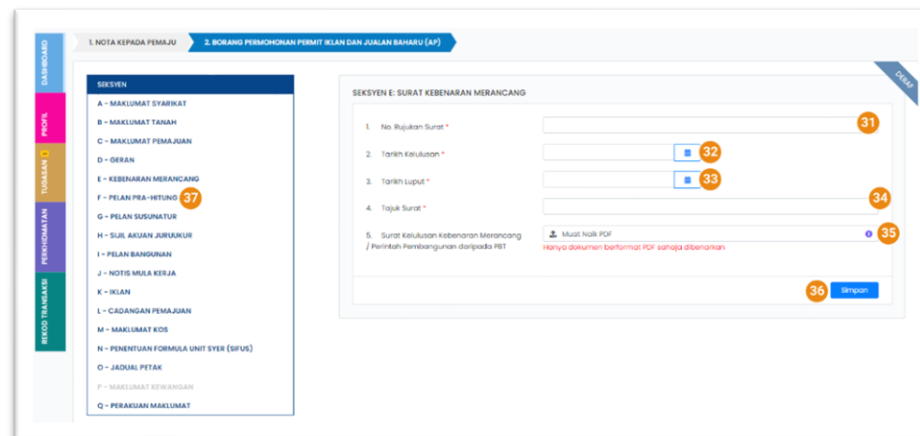 1. NOTA KEPADA PEMAJU
2. BORANG PERMOHONAN PERMIT IKLAN DAN JUALAN BAHARU (AP)
DASHBOARD
PROFIL
TUGASAN
PERKHIDMATAN
REKOD TRANSAKSI
SEKSYEN
A - MAKLUMAT SYARIKAT
B - MAKLUMAT TANAH
C - MAKLUMAT PEMAJUAN
D - GERAN
E - KEBENARAN MERANCANG
F - PELAN PRA-HITUNG 37
G - PELAN SUSUNATUR
H - SIJIL AKUAN JURUUKUR
I - PELAN BANGUNAN
J - NOTIS MULA KERJA
K - IKLAN
L - CADANGAN PEMAJUAN
M - MAKLUMAT KOS
N - PENENTUAN FORMULA UNIT SYER (SIFUS)
O - JADUAL PETAK
P - MAKLUMAT KEWANGAN
Q - PERAKUAN MAKLUMAT
DERAF
SEKSYEN E: SURAT KEBENARAN MERANCANG
1. No. Rujukan Surat * 31
2. Tarikh Kelulusan * 32
3. Tarikh Luput * 33
4. Tajuk Surat * 34
5. Surat Kelulusan Kebenaran Merancang
/ Perintah Pembangunan daripada PBT
Muat Naik PDF 35
Hanya dokumen berformat PDF sahaja dibenarkan
36 Simpan